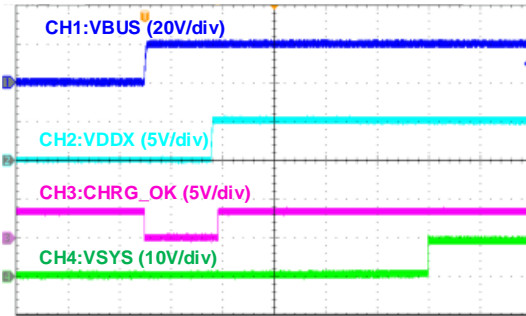 CH1:VBUS (20V/div)
CH2:VDDX (5V/div)
CH3:CHRG_OK (5V/div)
CH4:VSYS (10V/div)